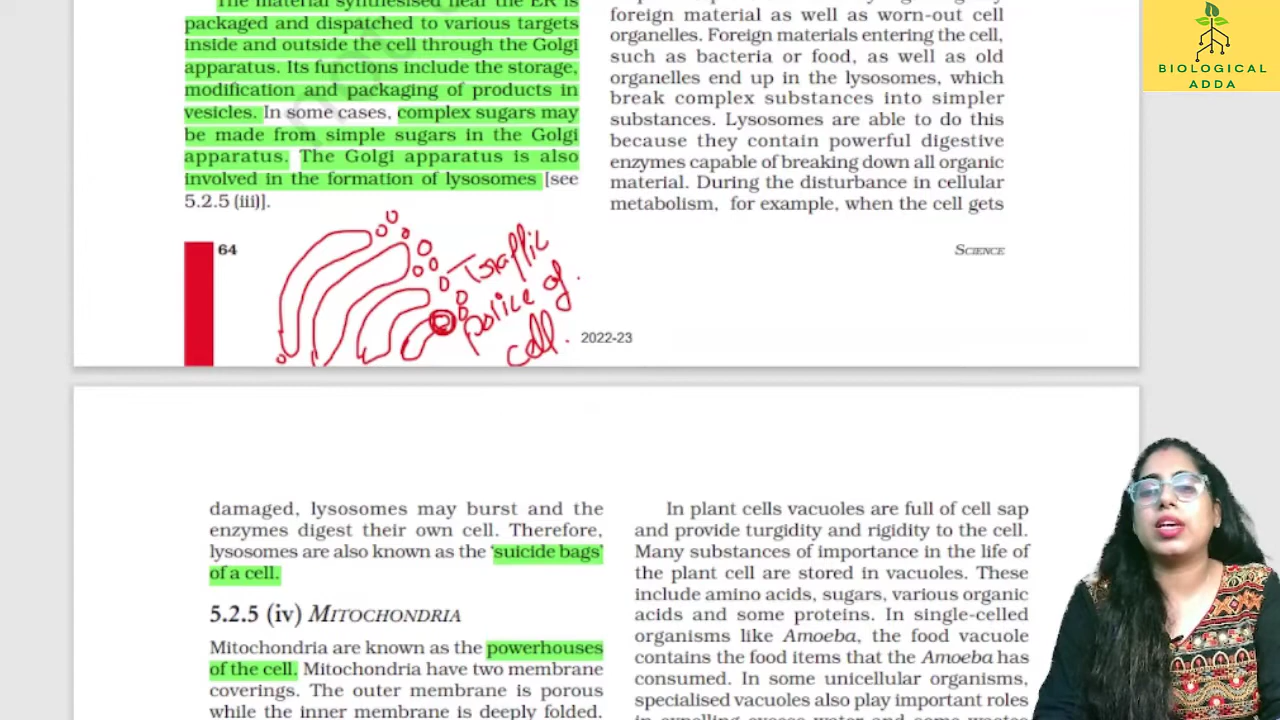 The material synthesised near the ER is
packaged and dispatched to various targets
inside and outside the cell through the Golgi
apparatus. Its functions include the storage,
modification and packaging of products in
vesicles. In some cases, complex sugars may
be made from simple sugars in the Golgi
apparatus. The Golgi apparatus is also
involved in the formation of lysosomes [see
5.2.5 (iii)].
64
Traffic
police of
cell.
foreign material as well as worn-out cell
organelles. Foreign materials entering the cell,
such as bacteria or food, as well as old
organelles end up in the lysosomes, which
break complex substances into simpler
substances. Lysosomes are able to do this
because they contain powerful digestive
enzymes capable of breaking down all organic
material. During the disturbance in cellular
metabolism, for example, when the cell gets
SCIENCE
2022-23
BIOLOGICAL
ADDA
damaged, lysosomes may burst and the
enzymes digest their own cell. Therefore,
lysosomes are also known as the 'suicide bags'
of a cell.
5.2.5 (iv) MITOCHONDRIA
Mitochondria are known as the powerhouses
of the cell. Mitochondria have two membrane
coverings. The outer membrane is porous
while the inner membrane is deeply folded.
In plant cells vacuoles are full of cell sap
and provide turgidity and rigidity to the cell.
Many substances of importance in the life of
the plant cell are stored in vacuoles. These
include amino acids, sugars, various organic
acids and some proteins. In single-celled
organisms like Amoeba, the food vacuole
contains the food items that the Amoeba has
consumed. In some unicellular organisms,
specialised vacuoles also play important roles
in expelling excess water and some wastes